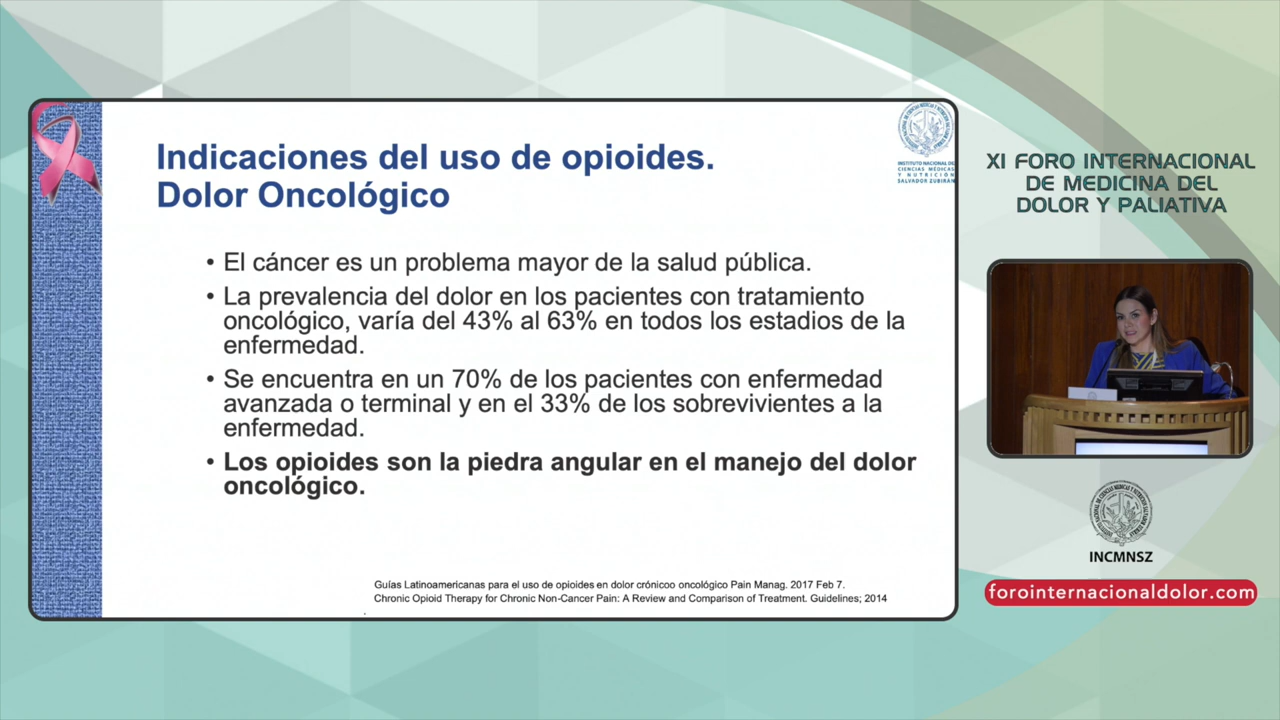 Indicaciones del uso de opioides.
Dolor Oncológico
INSTITUTO NACIONAL DE
CIENCIAS MÉDICAS
Y NUTRICIÓN
SALVADOR ZUBIRÁN
• El cáncer es un problema mayor de la salud pública.
• La prevalencia del dolor en los pacientes con tratamiento
oncológico, varía del 43% al 63% en todos los estadios de la
enfermedad.
• Se encuentra en un 70% de los pacientes con enfermedad
avanzada o terminal y en el 33% de los sobrevivientes a la
enfermedad.
• Los opioides son la piedra angular en el manejo del dolor
oncológico.
Guías Latinoamericanas para el uso de opioides en dolor crónicoo oncológico Pain Manag. 2017 Feb 7.
Chronic Opioid Therapy for Chronic Non-Cancer Pain: A Review and Comparison of Treatment. Guidelines; 2014
XI FORO INTERNACIONAL
DE MEDICINA DEL
DOLOR Y PALIATIVA
INCMNSZ
forointernacionaldolor.com